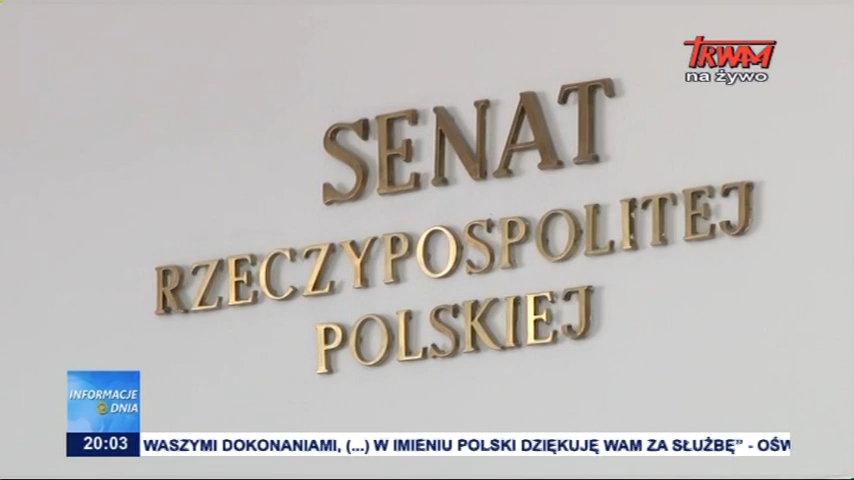 TRWAM
na żywo
SENAT
RZECZYPOSPOLITEJ
POLSKIEJ
INFORMACJE
DNIA
20:03 WASZYMI DOKONANIAMI, (...) W IMIENIU POLSKI DZIĘKUJĘ WAM ZA SŁUŻBĘ” - OŚW